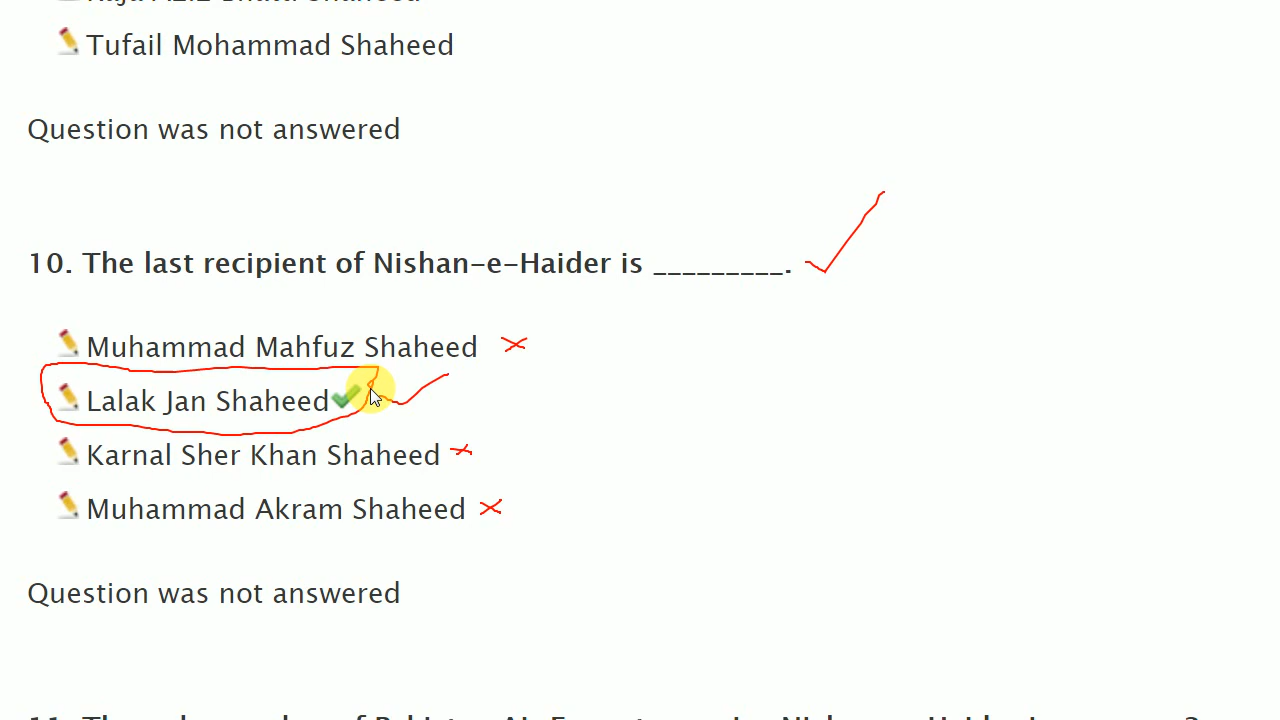 Tufail Mohammad Shaheed
Question was not answered
10. The last recipient of Nishan-e-Haider is _________.
Muhammad Mahfuz Shaheed
Lalak Jan Shaheed
Karnal Sher Khan Shaheed
Muhammad Akram Shaheed
Question was not answered